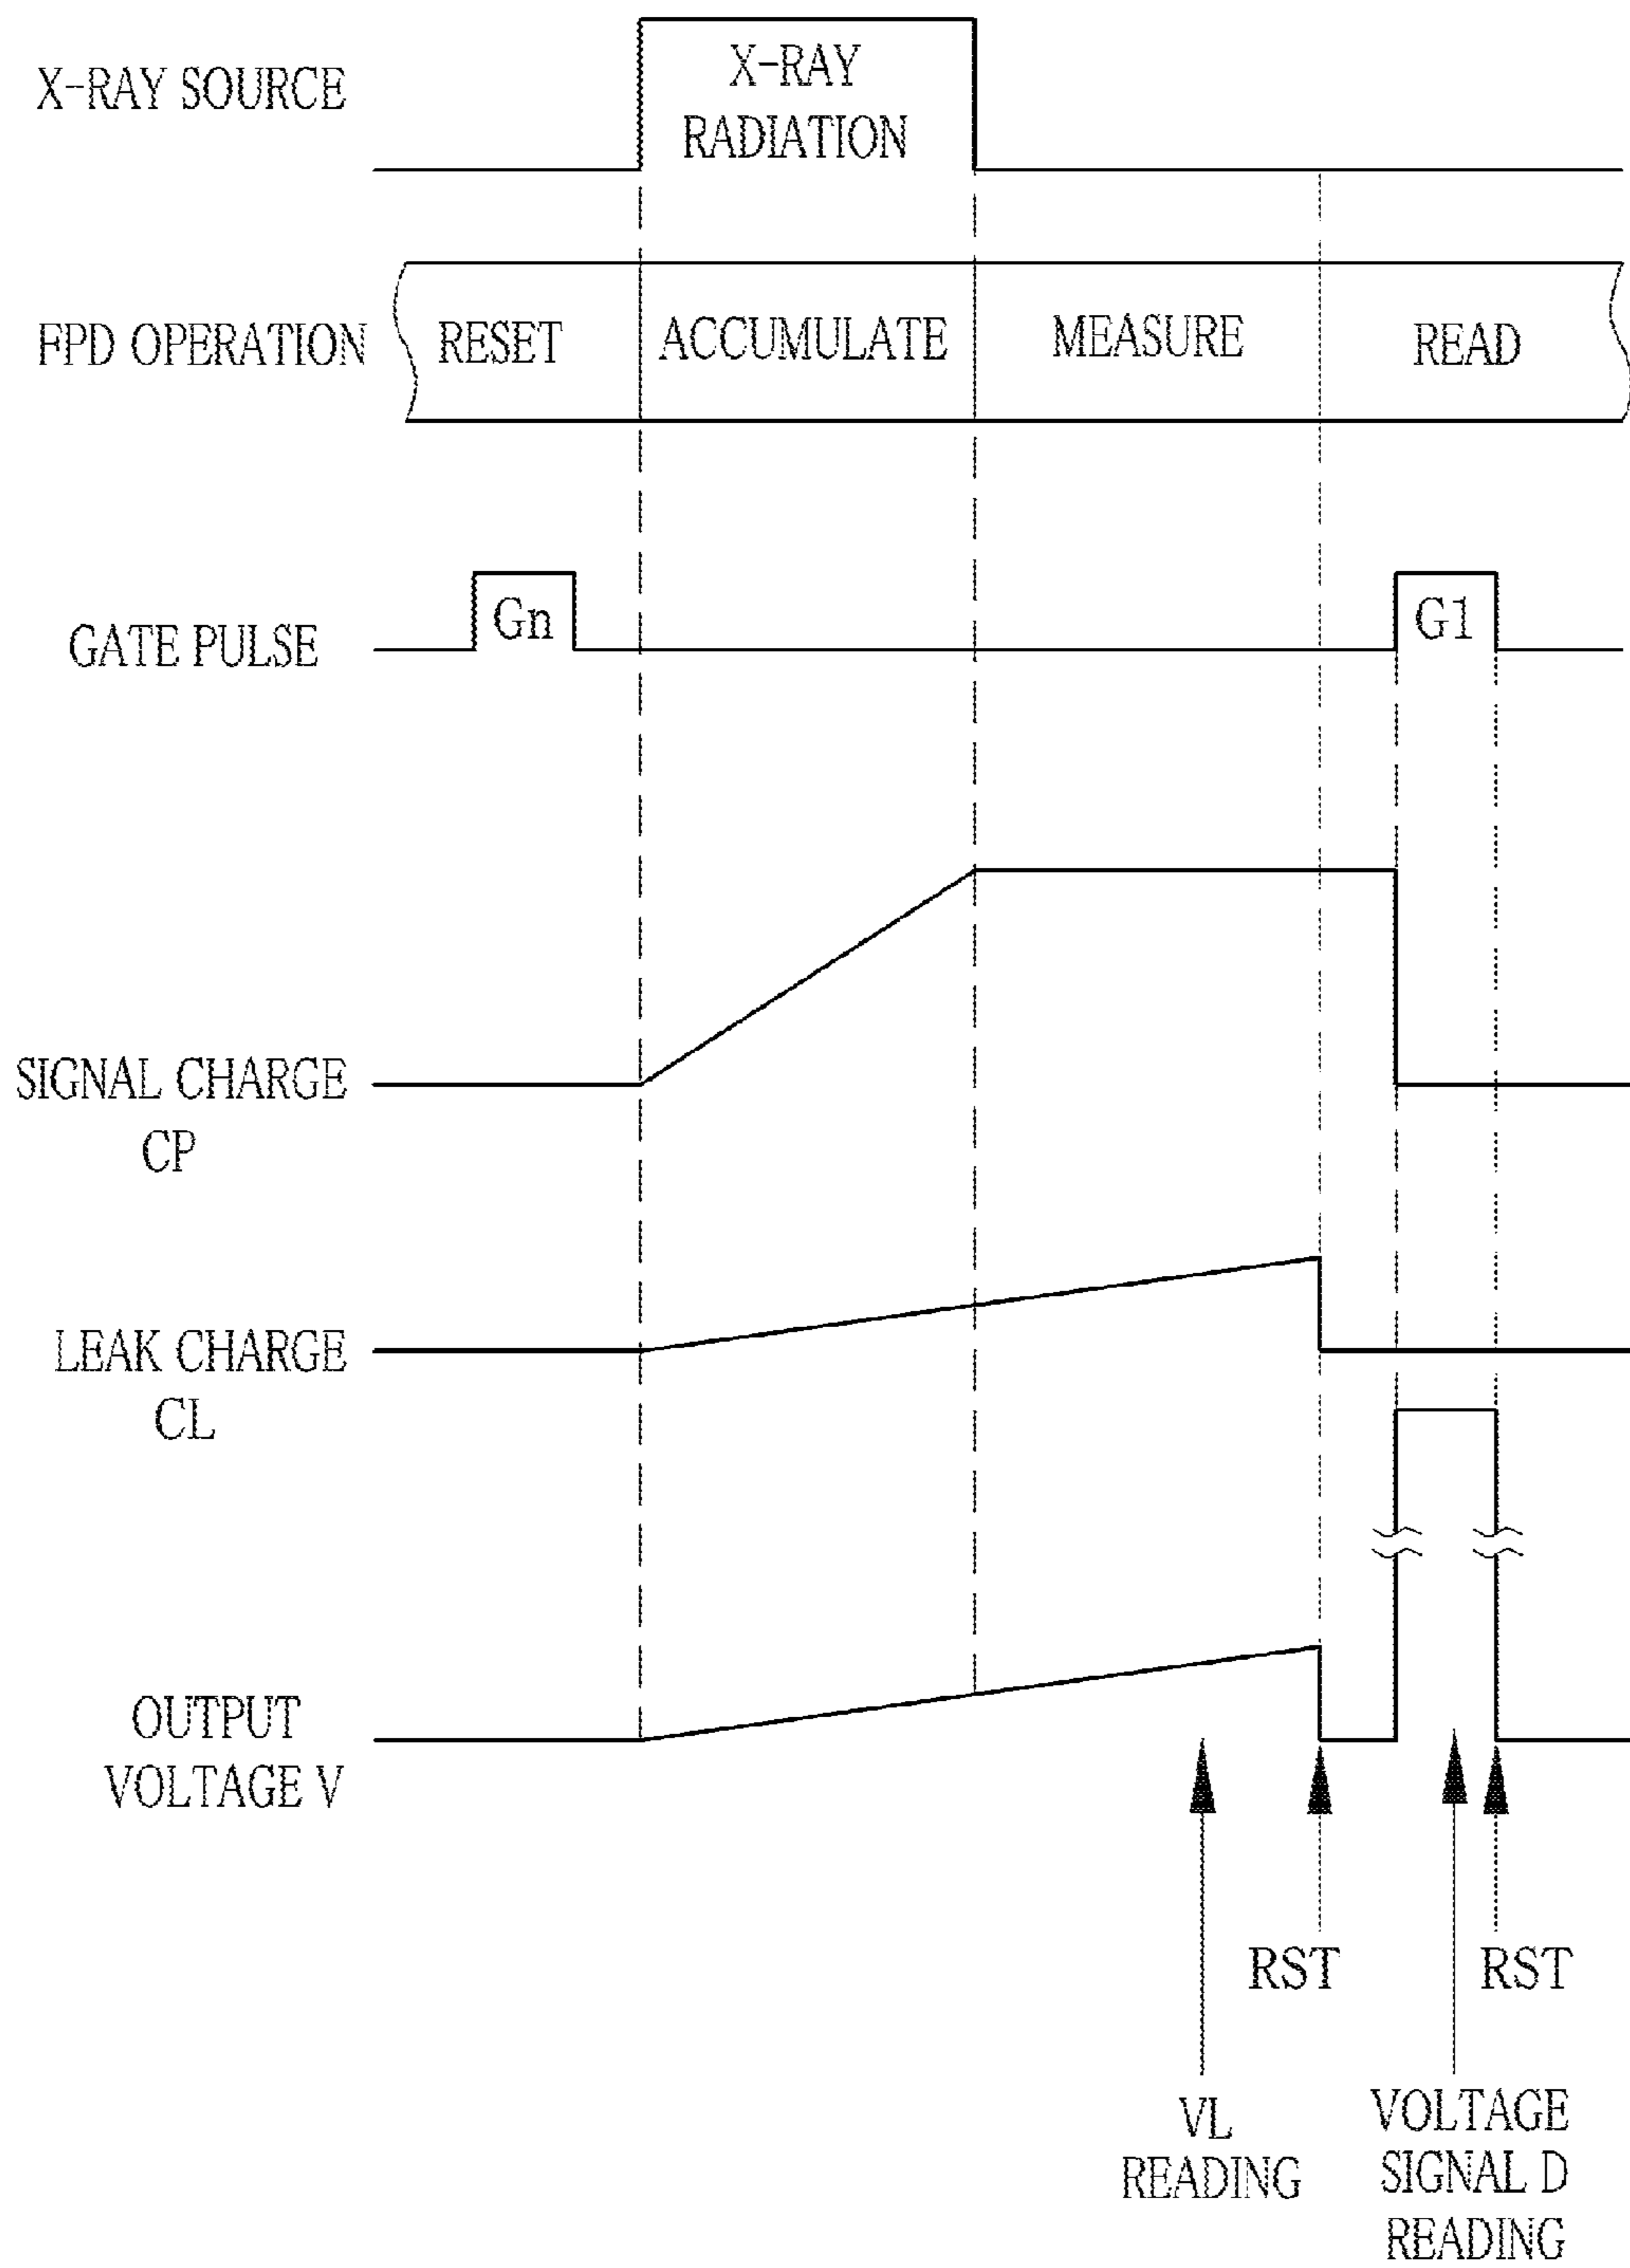 X-RAY SOURCE
X-RAY
RADIATION
FPD OPERATION
RESET
ACCUMULATE
MEASURE
READ
GATE PULSE
Gn
G1
SIGNAL CHARGE
CP
LEAK CHARGE
CL
OUTPUT
VOLTAGE V
RST
RST
VL
READING
VOLTAGE
SIGNAL D
READING